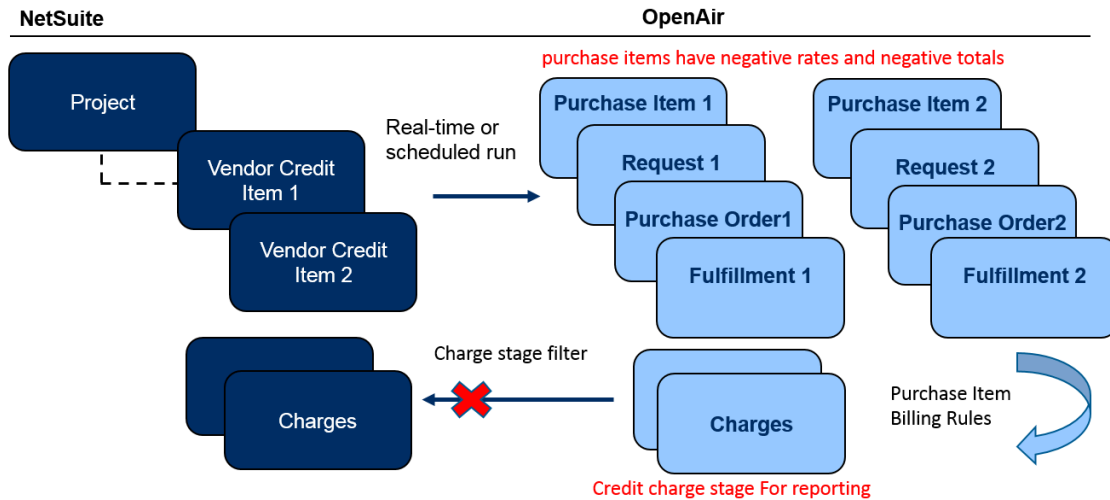 NetSuite
OpenAir
purchase items have negative rates and negative totals
Project
Vendor Credit
Item 1
Vendor Credit
Item 2
Real-time or
scheduled run
Purchase Item 1
Request 1
Purchase Order1
Fulfillment 1
Purchase Item 2
Request 2
Purchase Order2
Fulfillment 2
Charge stage filter
Charges
Charges
Purchase Item
Billing Rules
Credit charge stage For reporting